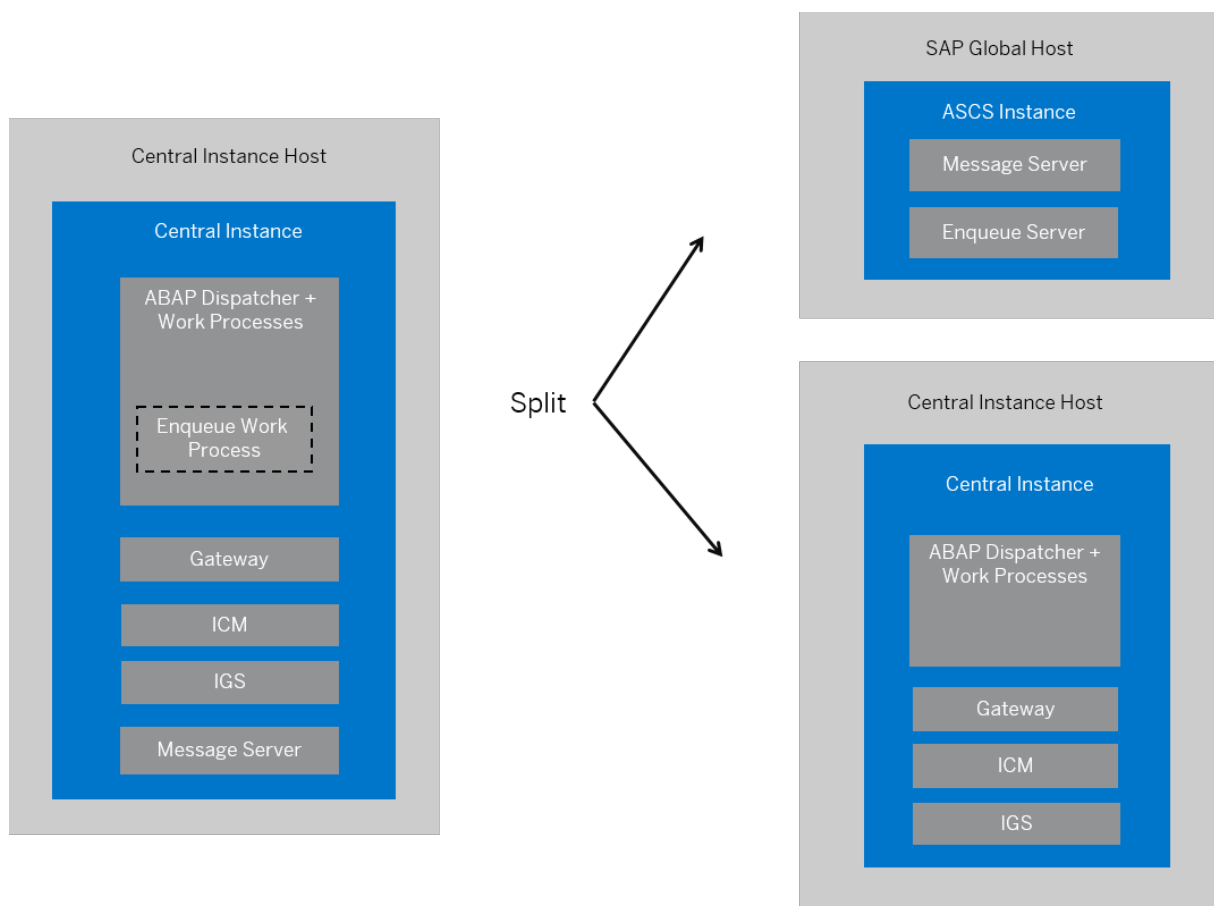 Central Instance Host
Central Instance
ABAP Dispatcher +
Work Processes
Enqueue Work
Process
Gateway
ICM
IGS
Message Server
Split
SAP Global Host
ASCS Instance
Message Server
Enqueue Server
Central Instance Host
Central Instance
ABAP Dispatcher +
Work Processes
Gateway
ICM
IGS